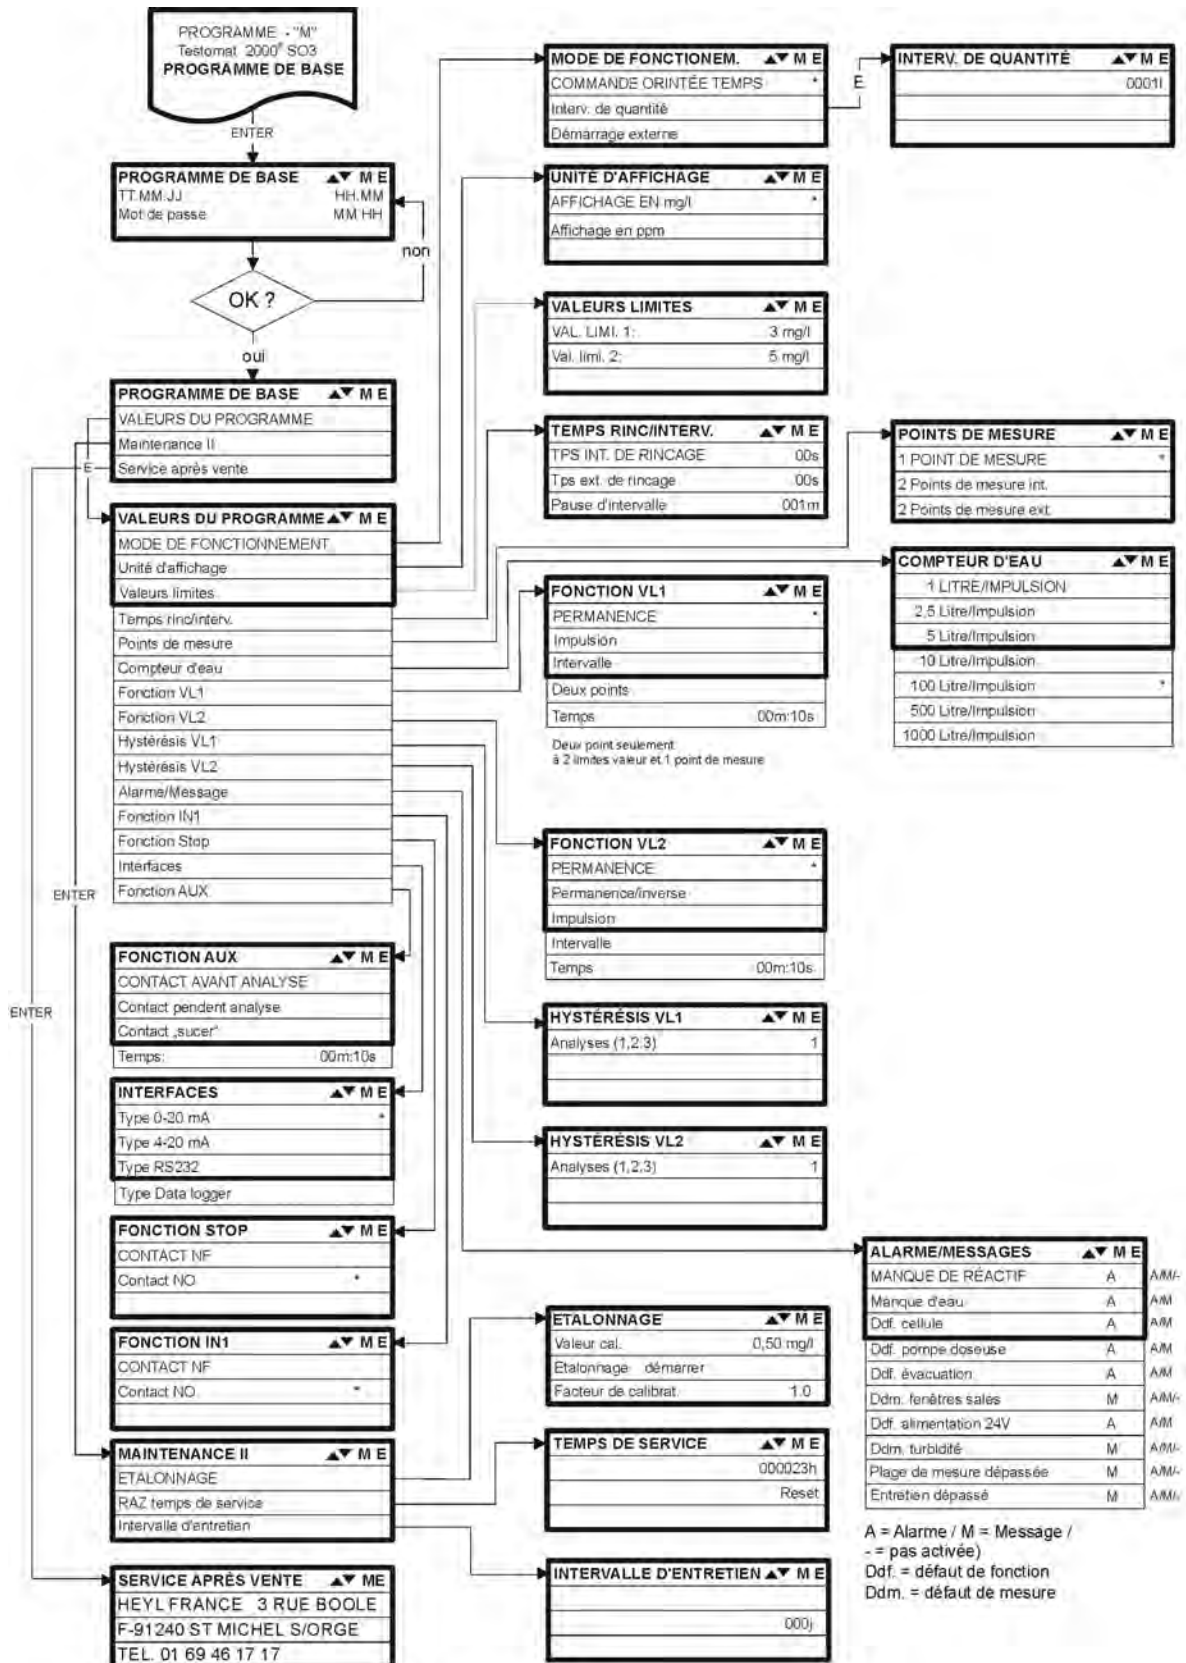 PROGRAMME - "M"
Testomat 2000® SO3
PROGRAMME DE BASE
ENTER
PROGRAMME DE BASE ▲▼ M E
TT.MM.JJ HH.MM
Mot de passe MM HH
non
OK ?
oui
PROGRAMME DE BASE ▲▼ M E
VALEURS DU PROGRAMME
Maintenance II
Service après vente
E
VALEURS DU PROGRAMME ▲▼ M E
MODE DE FONCTIONNEMENT
Unité d'affichage
Valeurs limites
Temps rinc/interv.
Points de mesure
Compteur d'eau
Fonction VL1
Fonction VL2
Hystérésis VL1
Hystérésis VL2
Alarme/Message
Fonction IN1
Fonction Stop
Interfaces
Fonction AUX
ENTER
ENTER
FONCTION AUX ▲▼ M E
CONTACT AVANT ANALYSE
Contact pendent analyse
Contact „sucer"
Temps: 00m:10s
INTERFACES ▲▼ M E
Type 0-20 mA *
Type 4-20 mA
Type RS232
Type Data logger
FONCTION STOP ▲▼ M E
CONTACT NF
Contact NO *
FONCTION IN1 ▲▼ M E
CONTACT NF
Contact NO *
MAINTENANCE II ▲▼ M E
ETALONNAGE
RAZ temps de service
Intervalle d'entretien
SERVICE APRÈS VENTE ▲▼ ME
HEYL FRANCE 3 RUE BOOLE
F-91240 ST MICHEL S/ORGE
TEL. 01 69 46 17 17
MODE DE FONCTIONEM. ▲▼ M E
COMMANDE ORINTÉE TEMPS *
Interv. de quantité
Démarrage externe
E
INTERV. DE QUANTITÉ ▲▼ M E
0001l
UNITÉ D'AFFICHAGE ▲▼ M E
AFFICHAGE EN mg/l *
Affichage en ppm
VALEURS LIMITES ▲▼ M E
VAL. LIMI. 1: 3 mg/l
Val. limi. 2: 5 mg/l
TEMPS RINC/INTERV. ▲▼ M E
TPS INT. DE RINCAGE 00s
Tps ext. de rincage 00s
Pause d'intervalle 001m
POINTS DE MESURE ▲▼ M E
1 POINT DE MESURE *
2 Points de mesure int.
2 Points de mesure ext.
COMPTEUR D'EAU ▲▼ M E
1 LITRE/IMPULSION
2,5 Litre/Impulsion
5 Litre/Impulsion
10 Litre/Impulsion
100 Litre/Impulsion *
500 Litre/Impulsion
1000 Litre/Impulsion
FONCTION VL1 ▲▼ M E
PERMANENCE *
Impulsion
Intervalle
Deux points
Temps 00m:10s
Deux point seulement
à 2 limites valeur et 1 point de mesure
FONCTION VL2 ▲▼ M E
PERMANENCE *
Permanence/inverse
Impulsion
Intervalle
Temps 00m:10s
HYSTÉRÉSIS VL1 ▲▼ M E
Analyses (1,2,3) 1
HYSTÉRÉSIS VL2 ▲▼ M E
Analyses (1,2,3) 1
ETALONNAGE ▲▼ M E
Valeur cal. 0,50 mg/l
Etalonnage démarrer
Facteur de calibrat. 1.0
TEMPS DE SERVICE ▲▼ M E
000023h
Reset
INTERVALLE D'ENTRETIEN ▲▼ M E
000j
ALARME/MESSAGES ▲▼ M E
MANQUE DE RÉACTIF A A/M/-
Manque d'eau A A/M
Ddf. cellule A A/M
Ddf. pompe doseuse A A/M
Ddf. évacuation A A/M
Ddm. fenêtres sales M A/M/-
Ddf. alimentation 24V A A/M
Ddm. turbidité M A/M/-
Plage de mesure dépassée M A/M/-
Entretien dépassé M A/M/-
A = Alarme / M = Message /
- = pas activée)
Ddf. = défaut de fonction
Ddm. = défaut de mesure